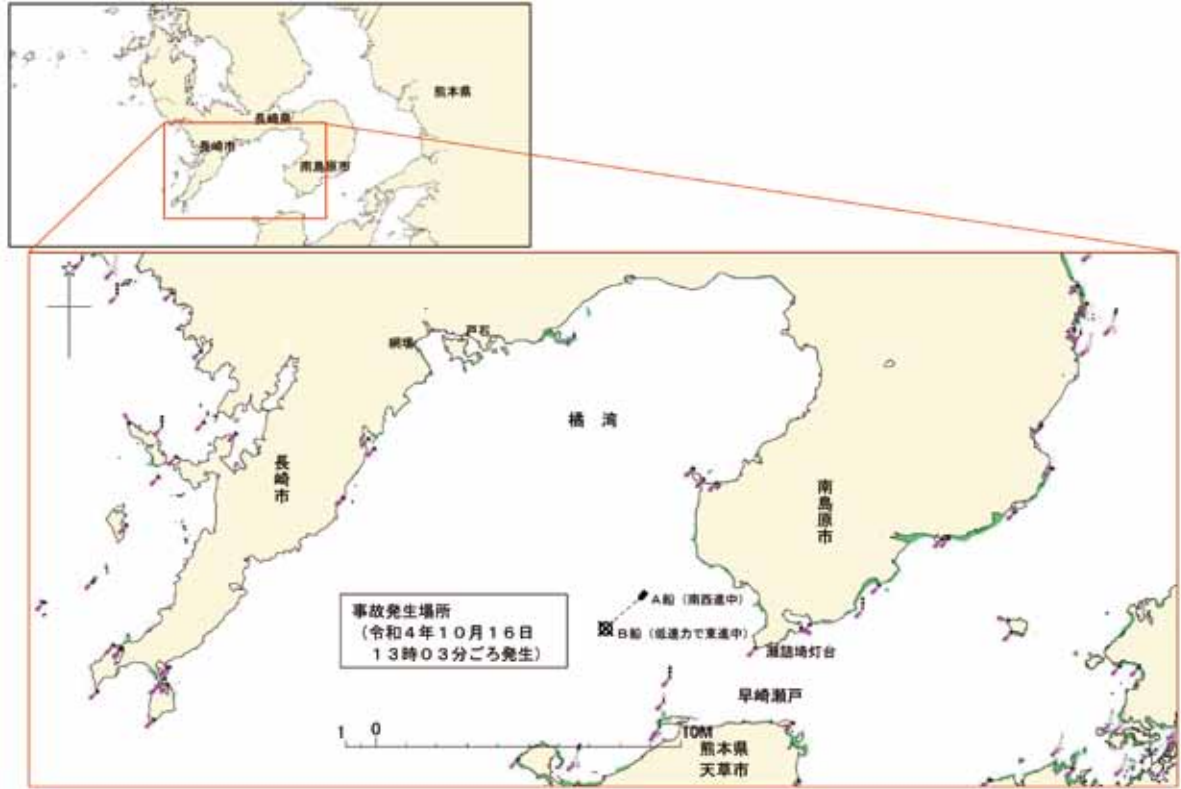 熊本県
長崎県
長崎市
南島原市
網場
戸石
橘 湾
長崎市
南島原市
事故発生場所
(令和4年10月16日
13時03分ごろ発生)
A船(南西進中)
B船(低速力で東進中)
瀬詰埼灯台
早崎瀬戸
1 0 10M
熊本県
天草市